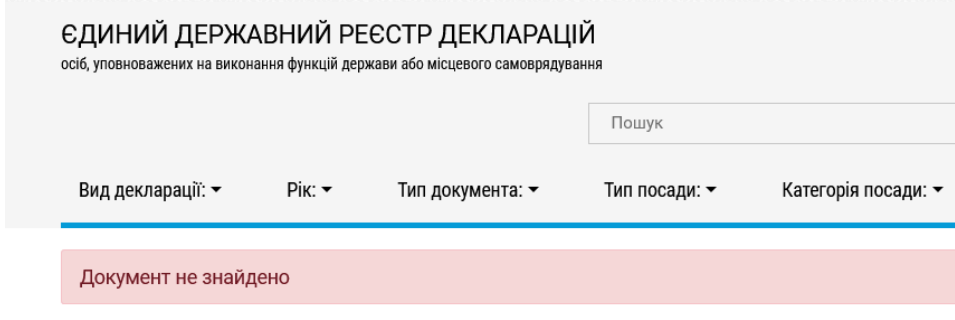 ЄДИНИЙ ДЕРЖАВНИЙ РЕЄСТР ДЕКЛАРАЦІЙ
осіб, уповноважених на виконання функцій держави або місцевого самоврядування
Пошук
Вид декларації: Рік: Тип документа: Тип посади: Категорія посади:
Документ не знайдено